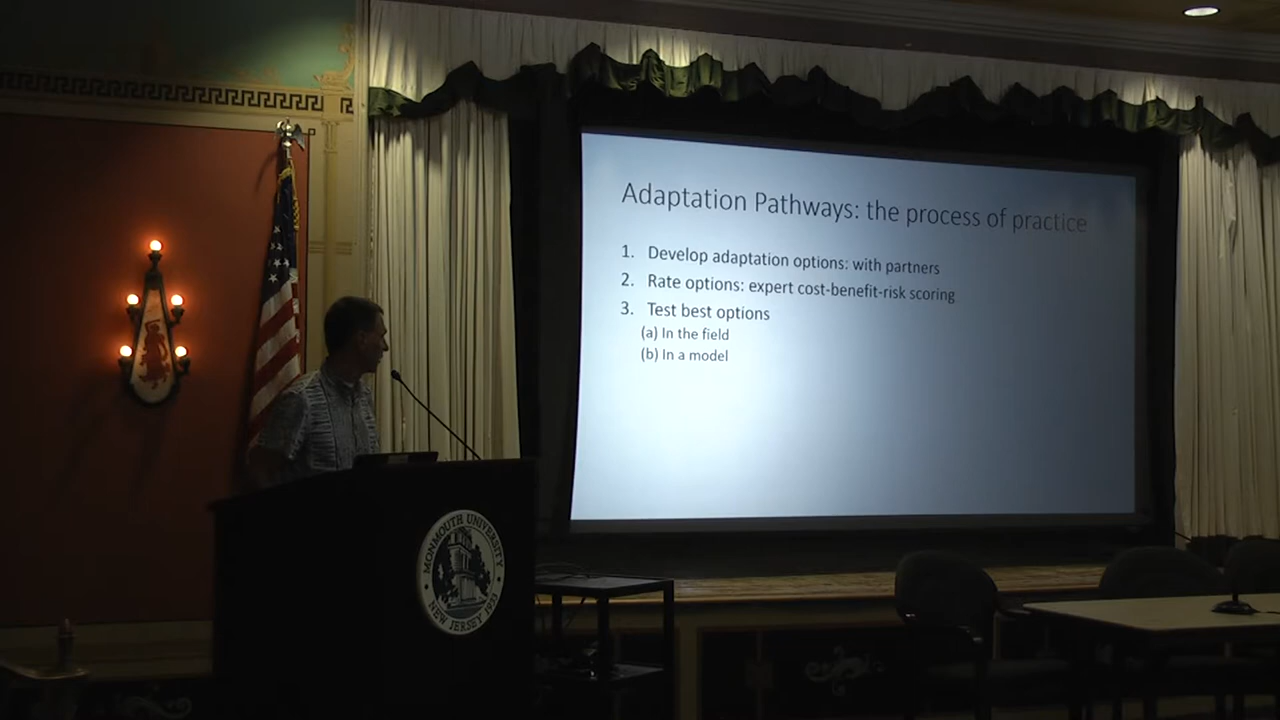 Adaptation Pathways: the process of practice
1. Develop adaptation options: with partners
2. Rate options: expert cost-benefit-risk scoring
3. Test best options
(a) In the field
(b) In a model
MONMOUTH UNIVERSITY
NEW JERSEY 1933